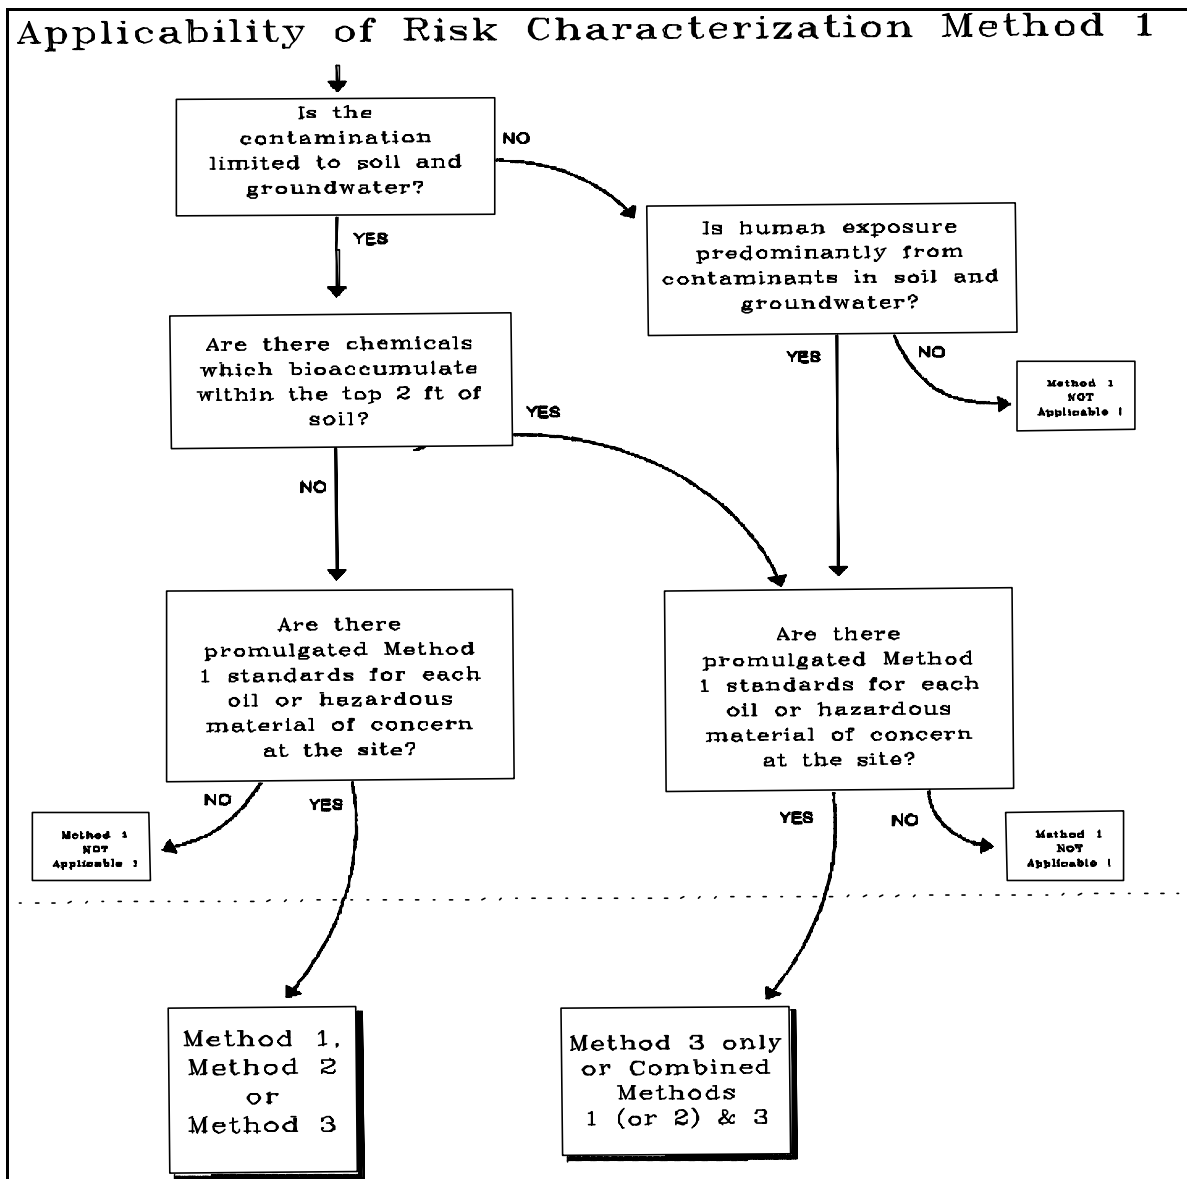 Applicability of Risk Characterization Method 1
Is the
contamination
limited to soil and
groundwater?
NO
YES
Is human exposure
predominantly from
contaminants in soil and
groundwater?
YES
NO
Method 1
NOT
Applicable !
Are there chemicals
which bioaccumulate
within the top 2 ft of
soil?
YES
NO
Are there
promulgated Method
1 standards for each
oil or hazardous
material of concern
at the site?
NO
YES
Method 1
NOT
Applicable !
Are there
promulgated Method
1 standards for each
oil or hazardous
material of concern
at the site?
YES
NO
Method 1
NOT
Applicable !
Method 1,
Method 2
or
Method 3
Method 3 only
or Combined
Methods
1 (or 2) & 3